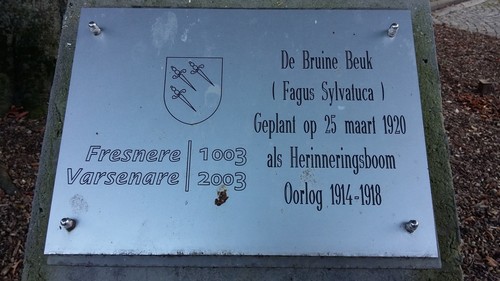 De Bruine Beuk
( Fagus Sylvatuca )
Geplant op 25 maart 1920
als Herinneringsboom
Oorlog 1914-1918
Fresnere 1003
Varsenare 2003